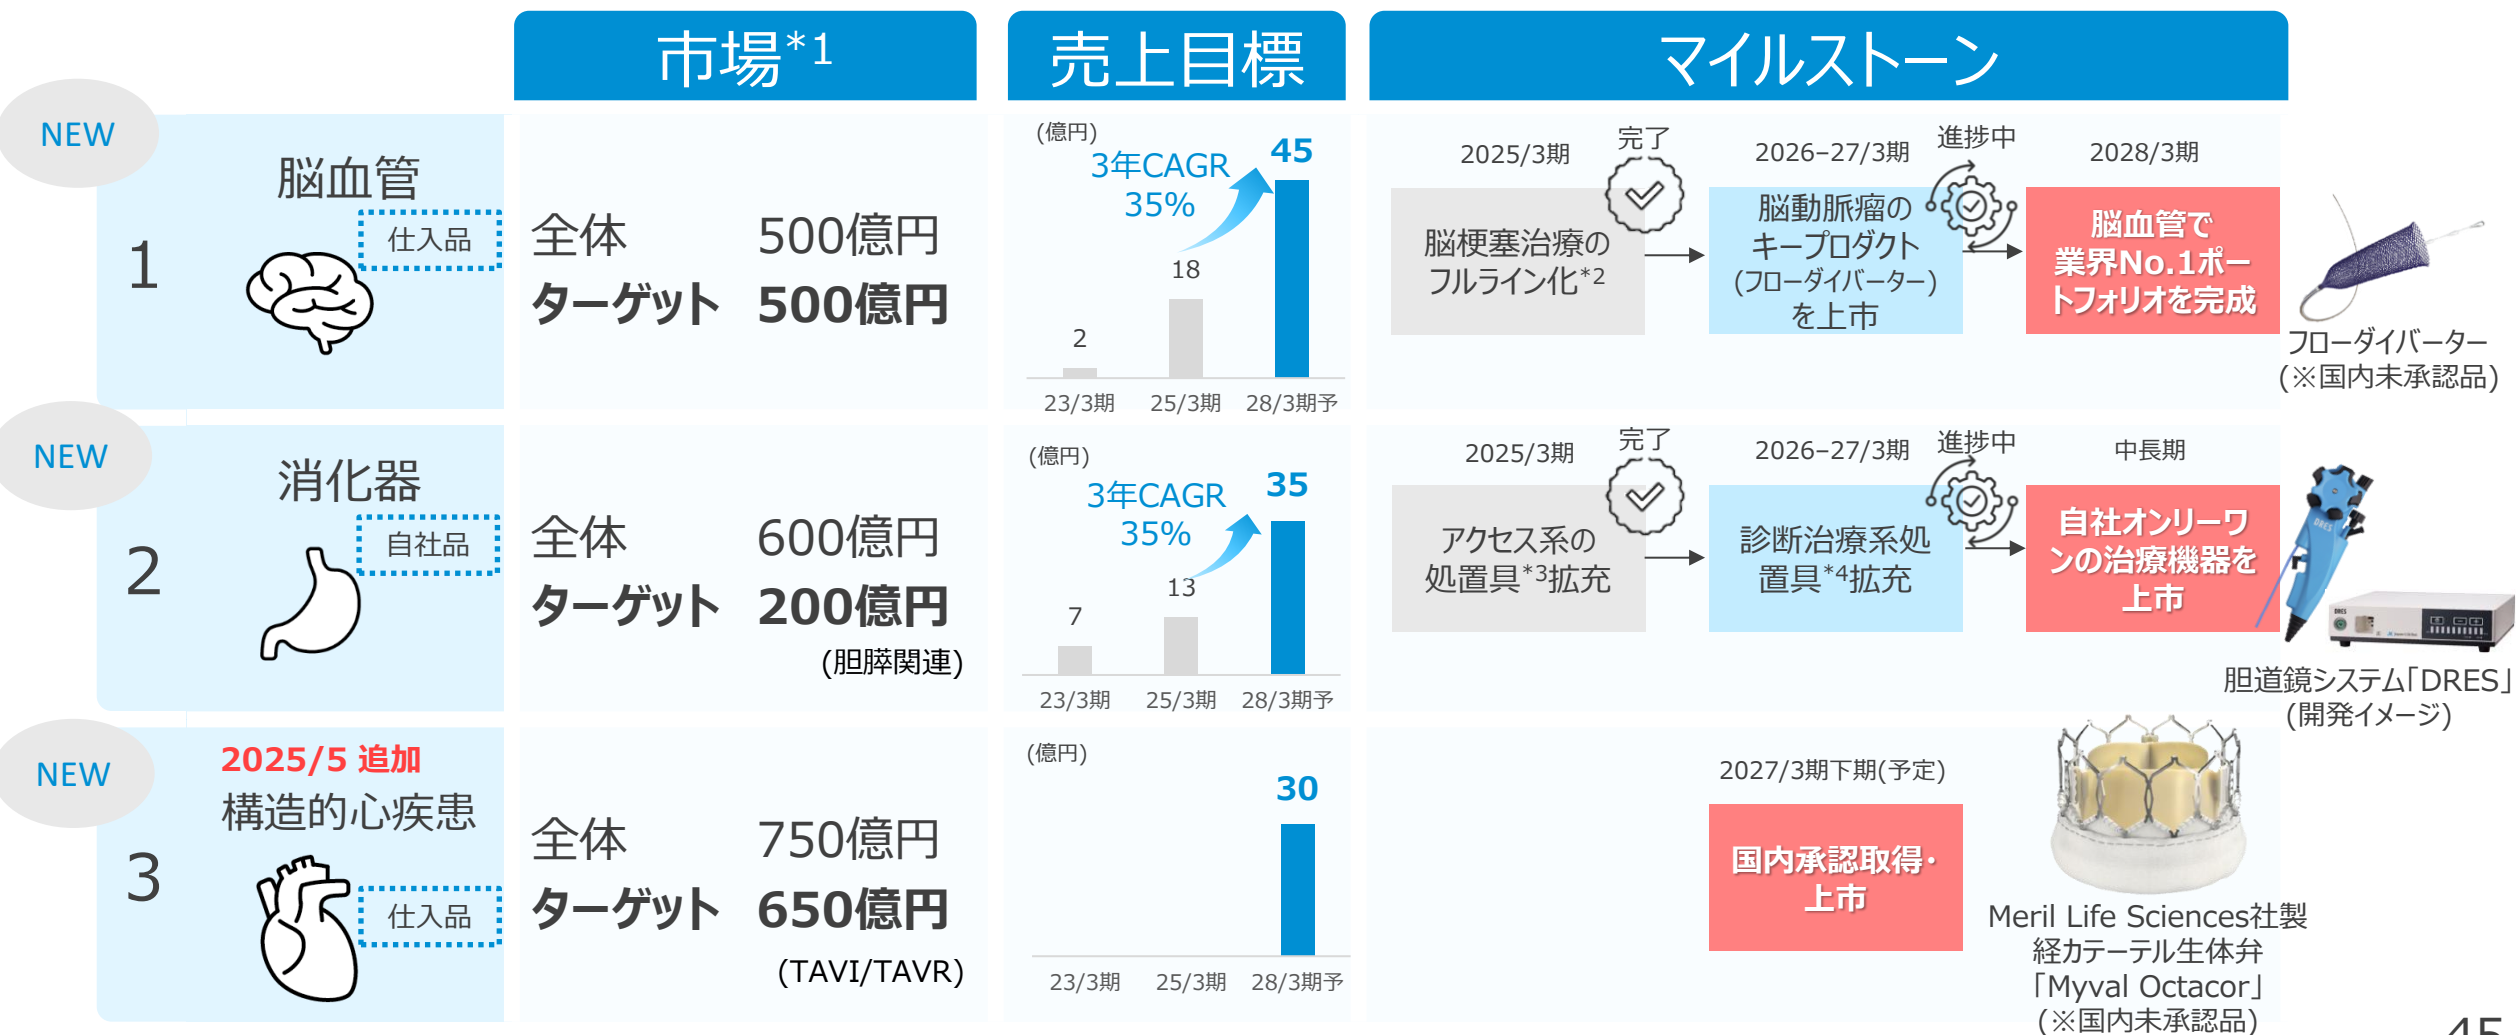 市場*1
売上目標
マイルストーン
NEW
1
脳血管
仕入品
全体 500億円
ターゲット 500億円
(億円)
3年CAGR
35%
45
18
2
23/3期 25/3期 28/3期予
2025/3期
完了
脳梗塞治療の
フルライン化*2
2026−27/3期
進捗中
脳動脈瘤の
キープロダクト
(フローダイバーター)
を上市
2028/3期
脳血管で
業界No.1ポー
トフォリオを完成
フローダイバーター
(※国内未承認品)
NEW
2
消化器
自社品
全体 600億円
ターゲット 200億円
(胆膵関連)
(億円)
3年CAGR
35%
35
13
7
23/3期 25/3期 28/3期予
2025/3期
完了
アクセス系の
処置具*3拡充
2026−27/3期
進捗中
診断治療系処
置具*4拡充
中長期
自社オンリーワ
ンの治療機器を
上市
DRES
DRES
胆道鏡システム「DRES」
(開発イメージ)
NEW
3
2025/5 追加
構造的心疾患
仕入品
全体 750億円
ターゲット 650億円
(TAVI/TAVR)
(億円)
30
23/3期 25/3期 28/3期予
2027/3期下期(予定)
国内承認取得・
上市
Meril Life Sciences社製
経カテーテル生体弁
「Myval Octacor」
(※国内未承認品)
45